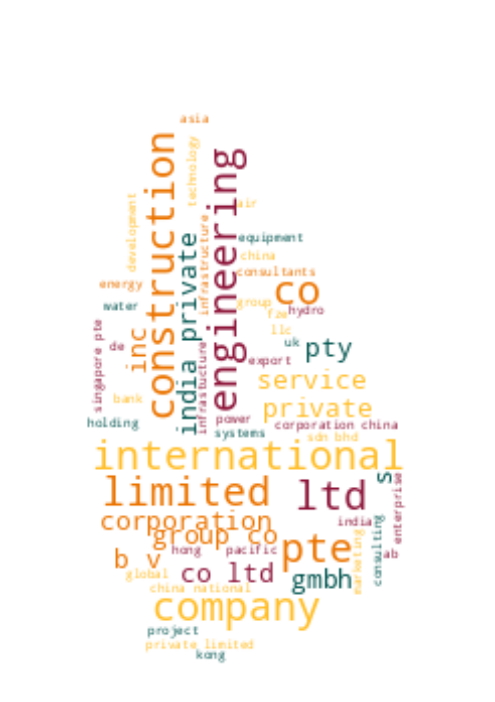 asia
construction
technology
engineering
development
air
infrastructure
india private
equipment
china
consultants
energy
co
group
water
fze
hydro
llc
singapore pte
de
inc
uk
pty
infrastucture
export
service
bank
private
holding
power
corporation china
systems
sdn bhd
international
limited
ltd
s
enterprise
corporation
india
group co
consulting
b v
hong
pacific
pte
marketing
ab
global
co ltd
gmbh
china national
company
project
private limited
kong